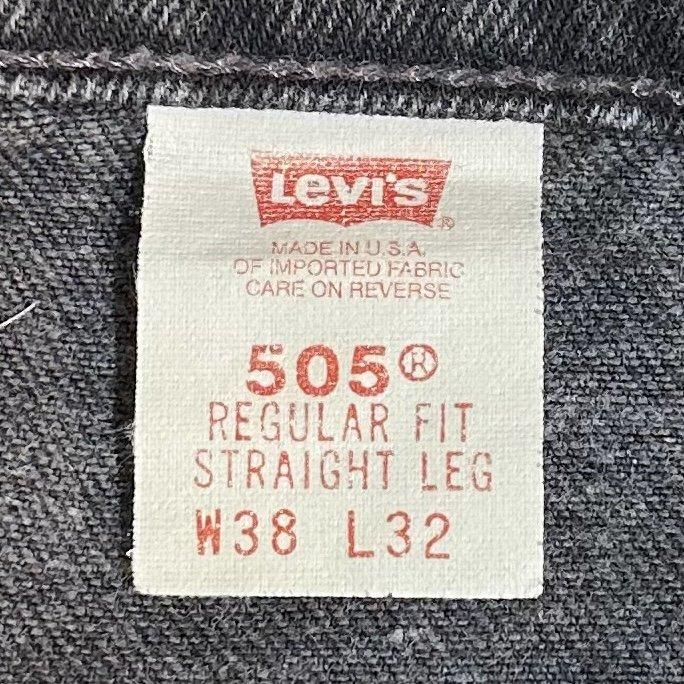 Levi's®
MADE IN U.S.A.
OF IMPORTED FABRIC
CARE ON REVERSE
505®
REGULAR FIT
STRAIGHT LEG
W38 L32